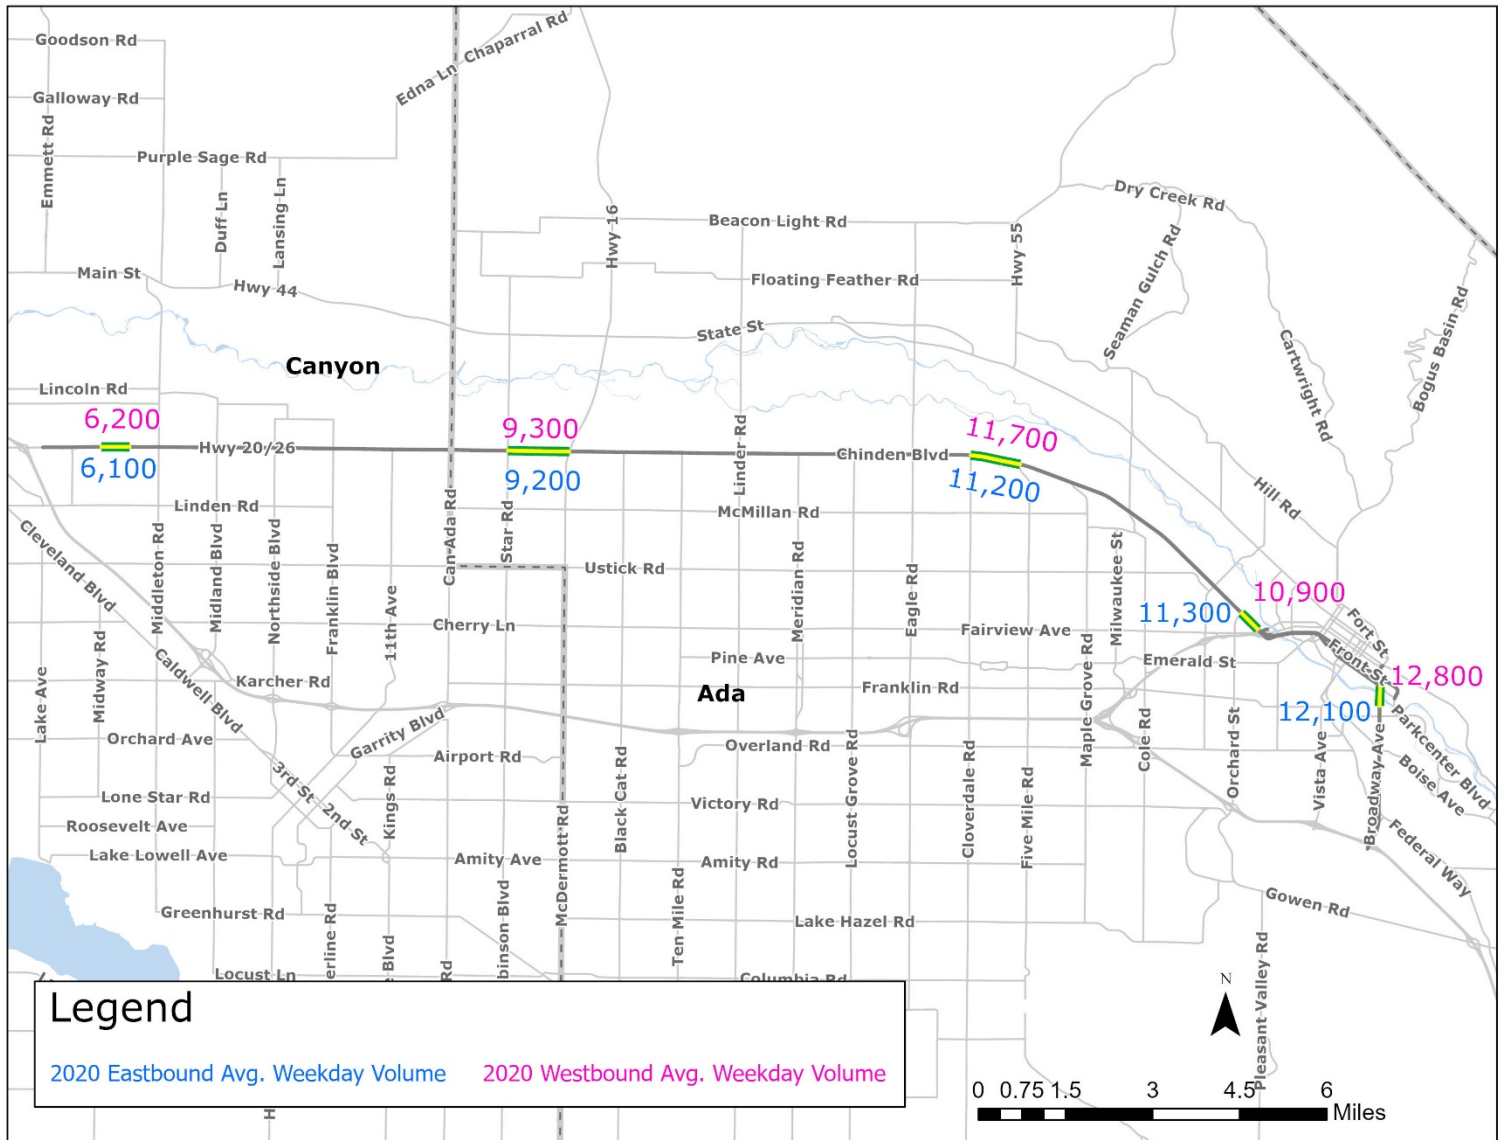 Goodson Rd
Edna Ln
Chaparral Rd
Galloway Rd
Emmett Rd
Purple Sage Rd
Duff Ln
Lansing Ln
Dry Creek Rd
Beacon Light Rd
Hwy 16
Hwy 55
Seaman Gulch Rd
Main St
Hwy 44
Floating Feather Rd
State St
Cartwright Rd
Bogus Basin Rd
Canyon
Lincoln Rd
6,200
6,100
Hwy 20/26
9,300
9,200
Linder Rd
Chinden Blvd
11,700
11,200
Linden Rd
McMillan Rd
Hill Rd
Cleveland Blvd
Middleton Rd
Midland Blvd
Northside Blvd
Franklin Blvd
11th Ave
Can-Ada Rd
Star Rd
Ustick Rd
Meridian Rd
Eagle Rd
Milwaukee St
11,300
10,900
Cherry Ln
Fairview Ave
Fort St
Front St
Lake Ave
Midway Rd
Caldwell Blvd
Karcher Rd
Pine Ave
Emerald St
Ada
Franklin Rd
Maple Grove Rd
12,800
12,100
Orchard Ave
Garrity Blvd
Airport Rd
Overland Rd
Cole Rd
Orchard St
Vista Ave
Broadway Ave
Parkcenter Blvd
Boise Ave
Lone Star Rd
3rd St
2nd St
Kings Rd
Black Cat Rd
Victory Rd
Locust Grove Rd
Cloverdale Rd
Five Mile Rd
Roosevelt Ave
Lake Lowell Ave
Amity Ave
McDermott Rd
Amity Rd
Federal Way
Greenhurst Rd
erline Rd
e Blvd
Rd
binson Blvd
Ten Mile Rd
Lake Hazel Rd
Gowen Rd
Locust Ln
Columbia Rd
Pleasant Valley Rd
H
Legend
2020 Eastbound Avg. Weekday Volume
2020 Westbound Avg. Weekday Volume
N
0 0.75 1.5 3 4.5 6
Miles